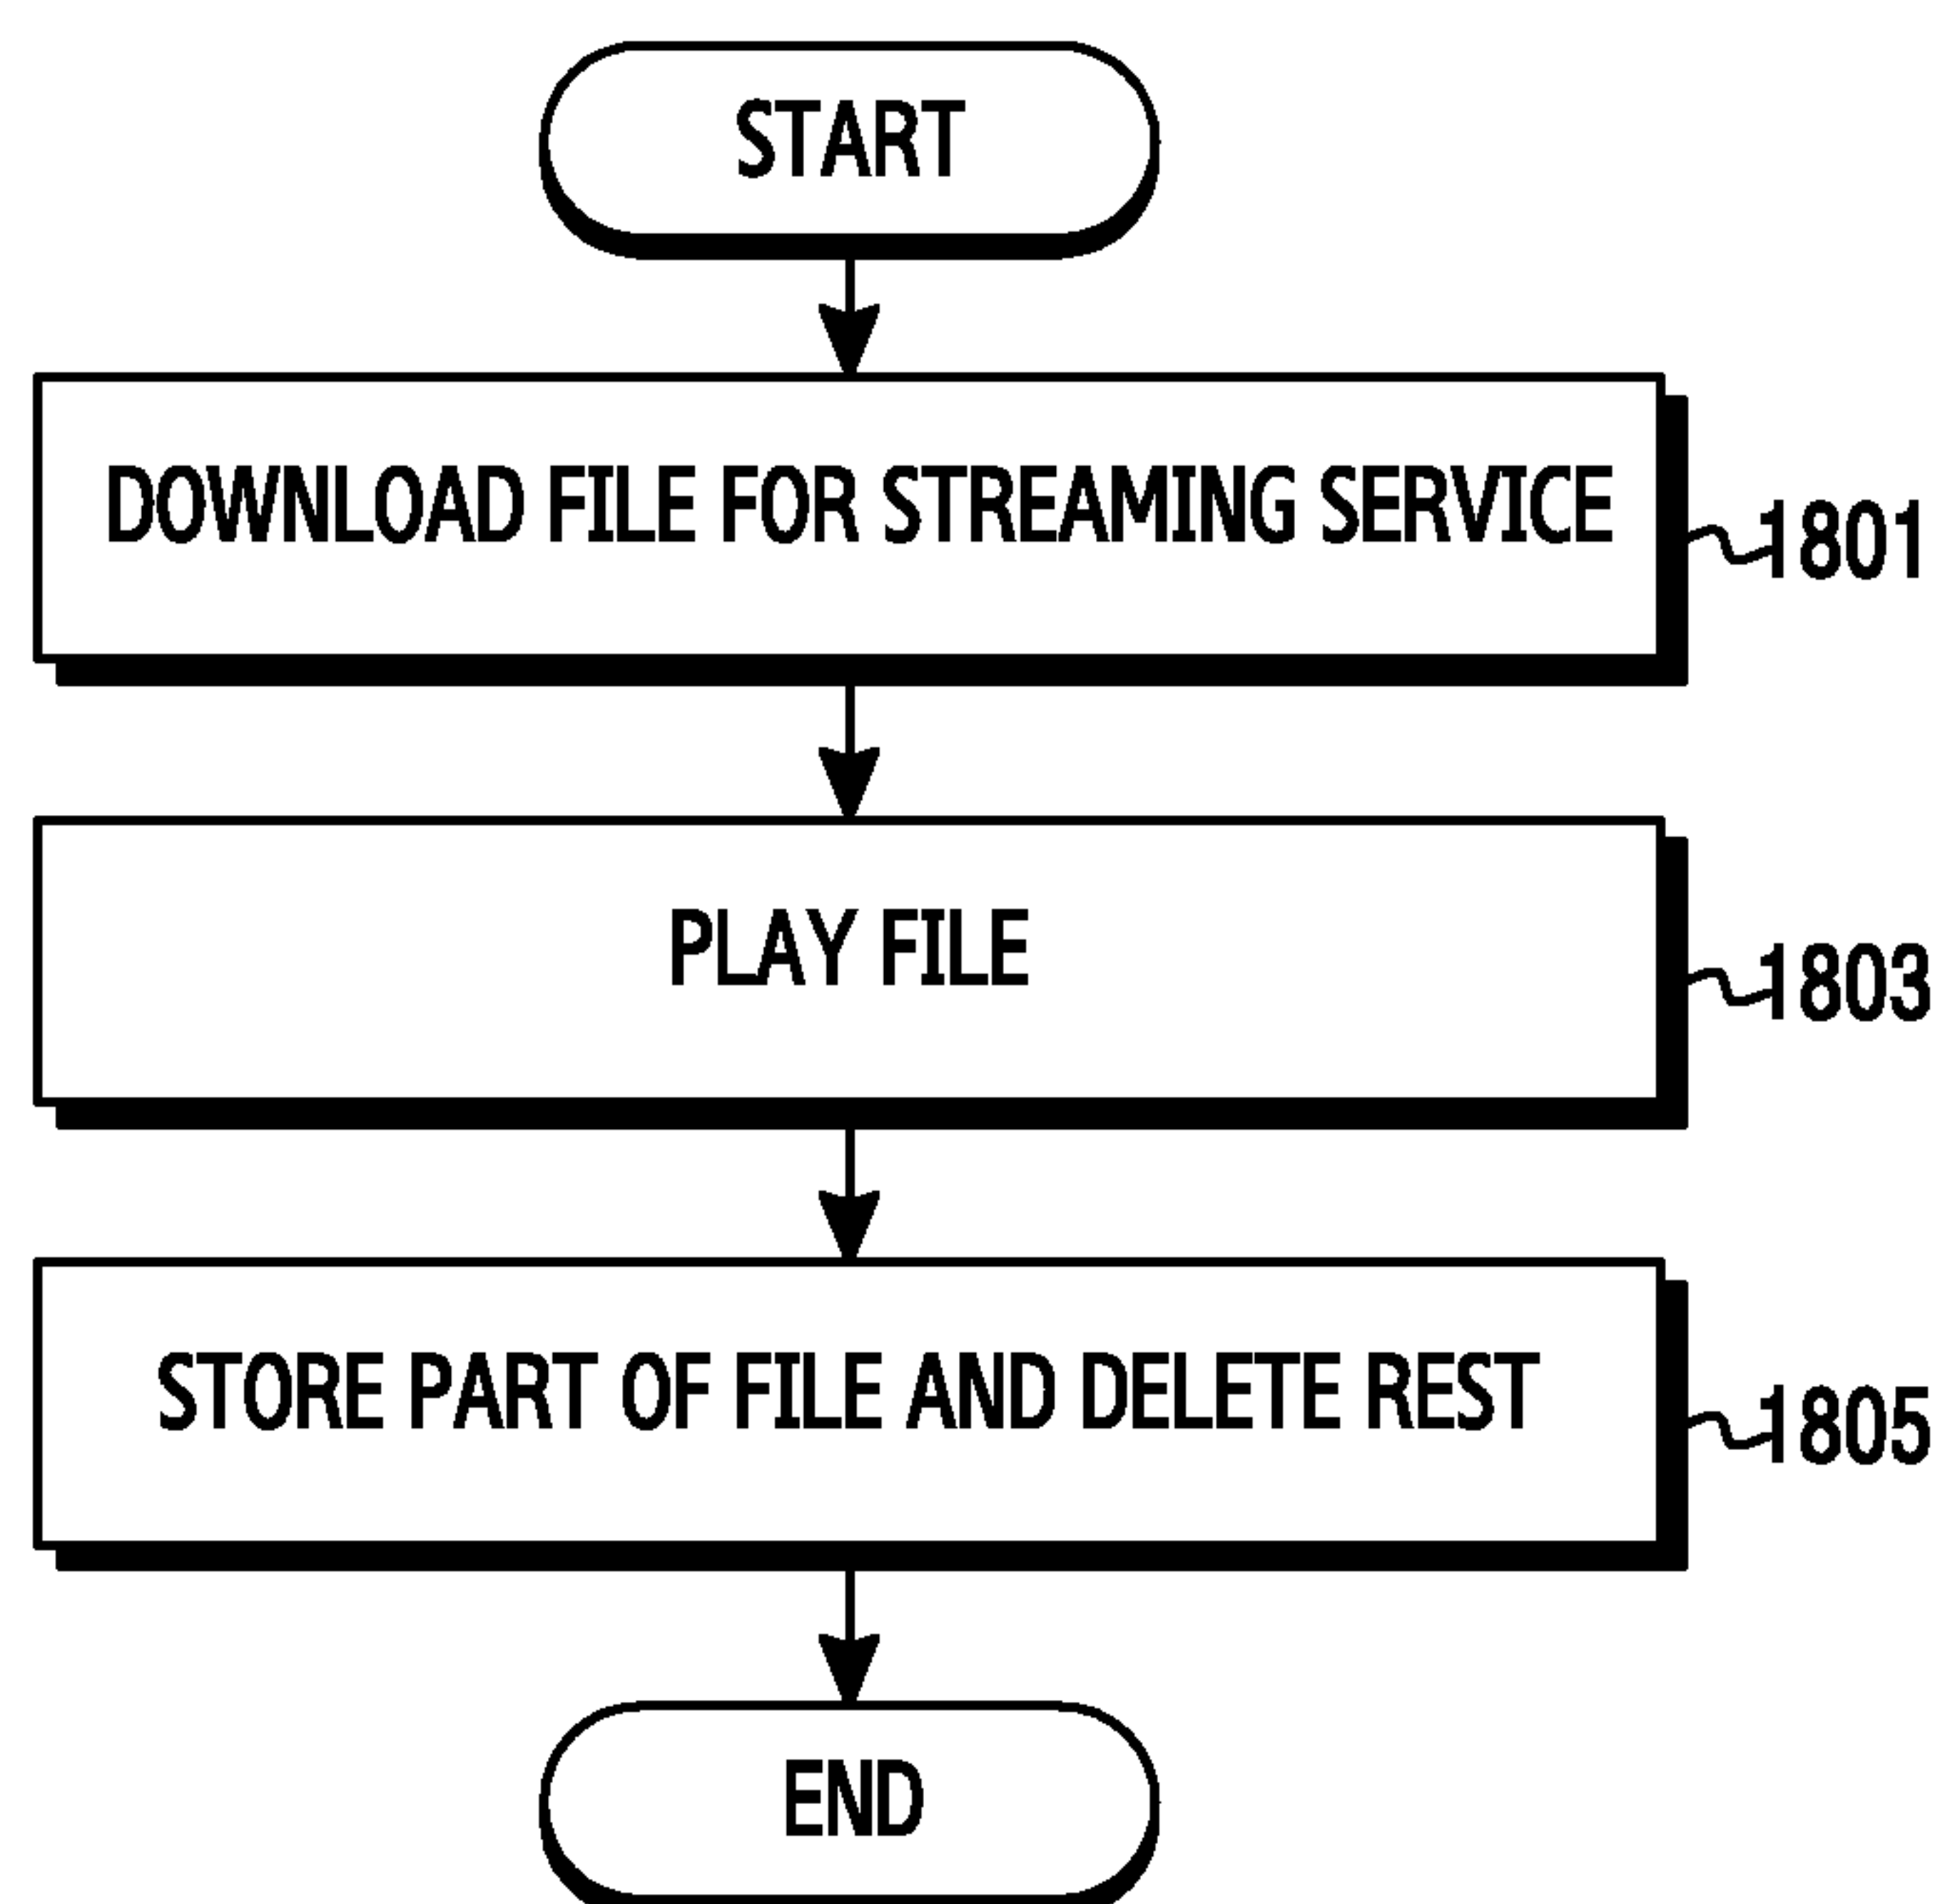 START
DOWNLOAD FILE FOR STREAMING SERVICE
1801
PLAY FILE
1803
STORE PART OF FILE AND DELETE REST
1805
END